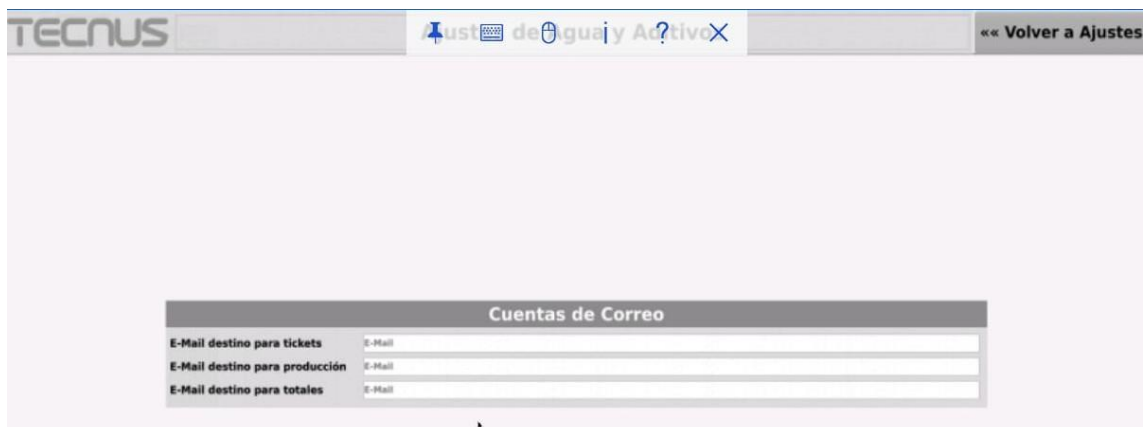 TECNUS
Ajuste de Agua y Aditivo
i ?
«« Volver a Ajustes
Cuentas de Correo
E-Mail destino para tickets E-Mail
E-Mail destino para producción E-Mail
E-Mail destino para totales E-Mail